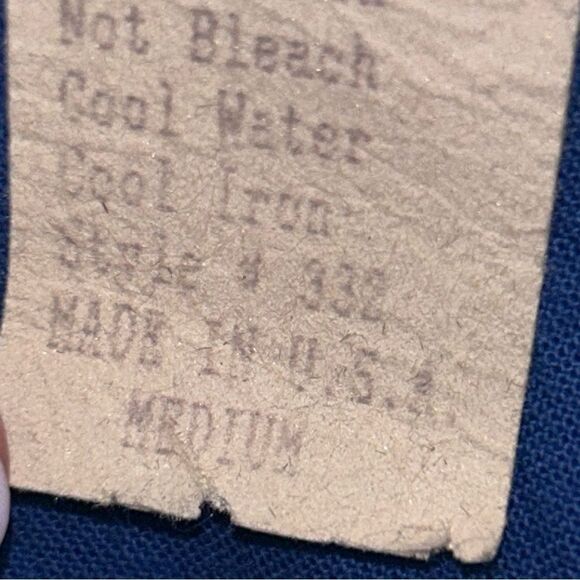 Not Bleach
Cool Water
Cool Iron
Style # 332
MADE IN U.S.A.
MEDIUM